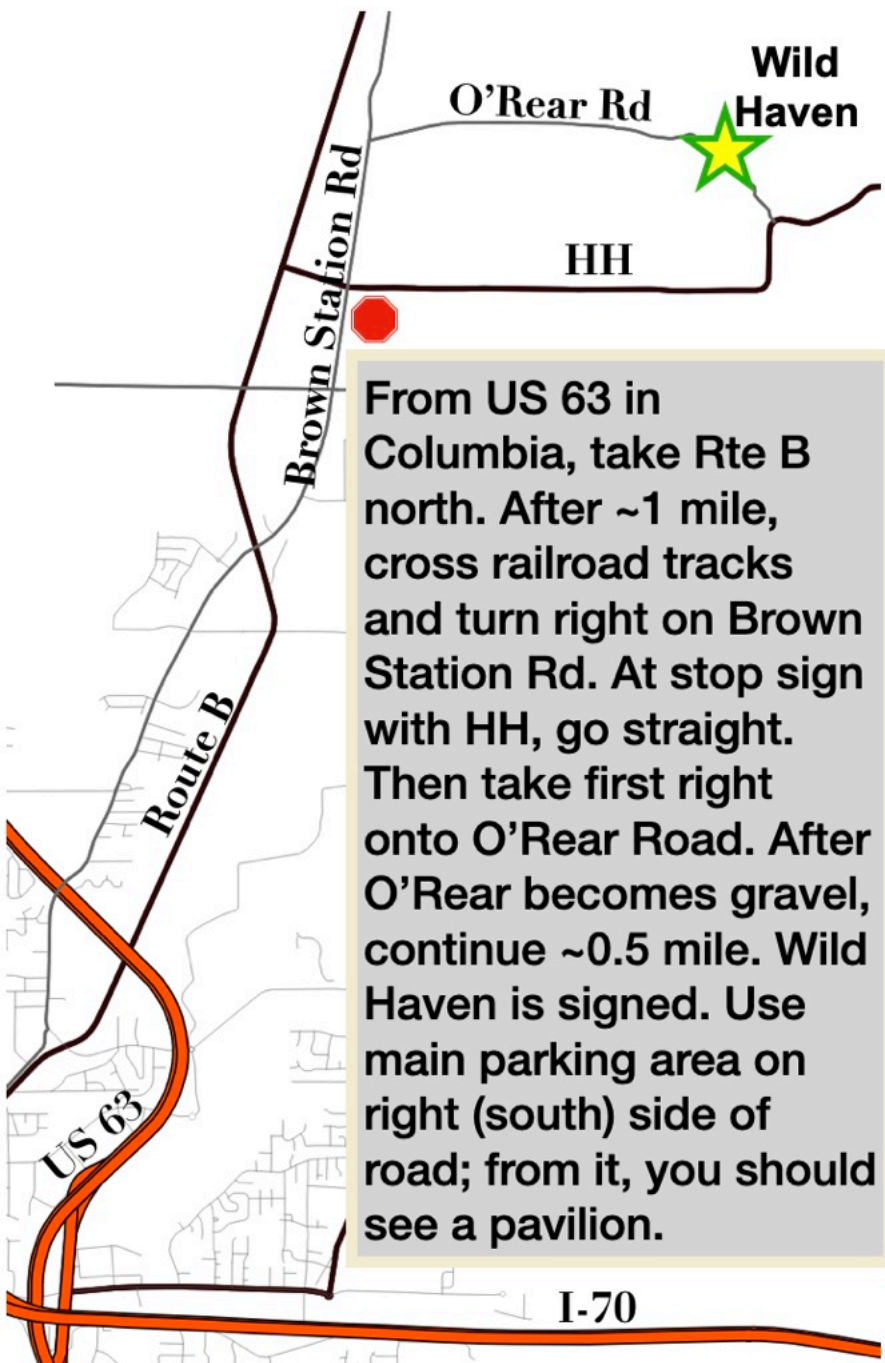 Wild
Haven
O'Rear Rd
Brown Station Rd
HH
From US 63 in
Columbia, take Rte B
north. After ~1 mile,
cross railroad tracks
and turn right on Brown
Station Rd. At stop sign
with HH, go straight.
Then take first right
onto O'Rear Road. After
O'Rear becomes gravel,
continue ~0.5 mile. Wild
Haven is signed. Use
main parking area on
right (south) side of
road; from it, you should
see a pavilion.
Route B
US 63
I-70